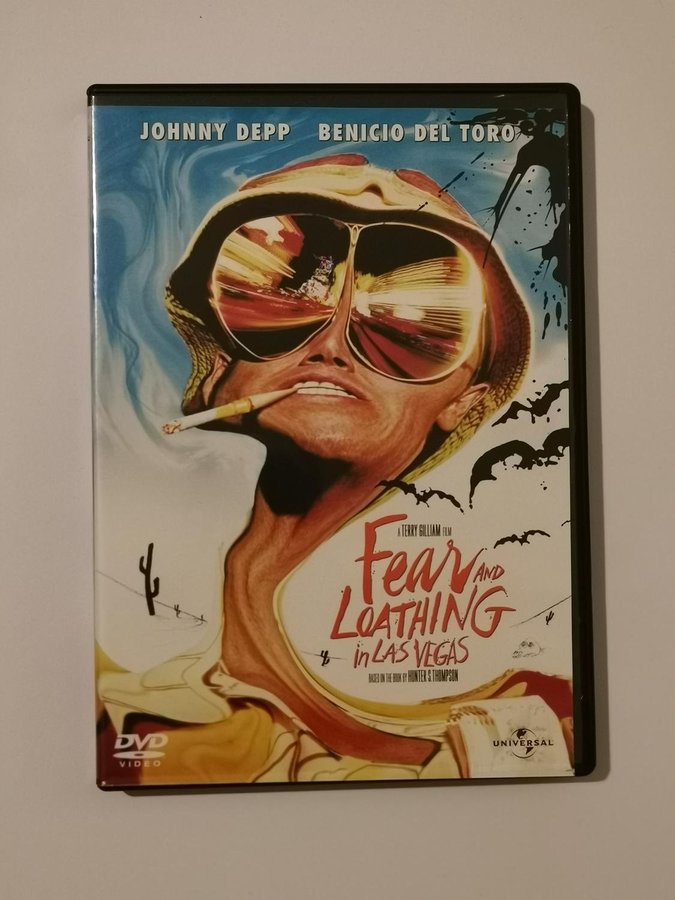 JOHNNY DEPP BENICIO DEL TORO
A TERRY GILLIAM FILM
Fear AND
LOATHING
in LAS VEGAS
BASED ON THE BOOK BY HUNTER S. THOMPSON
DVD
VIDEO
UNIVERSAL